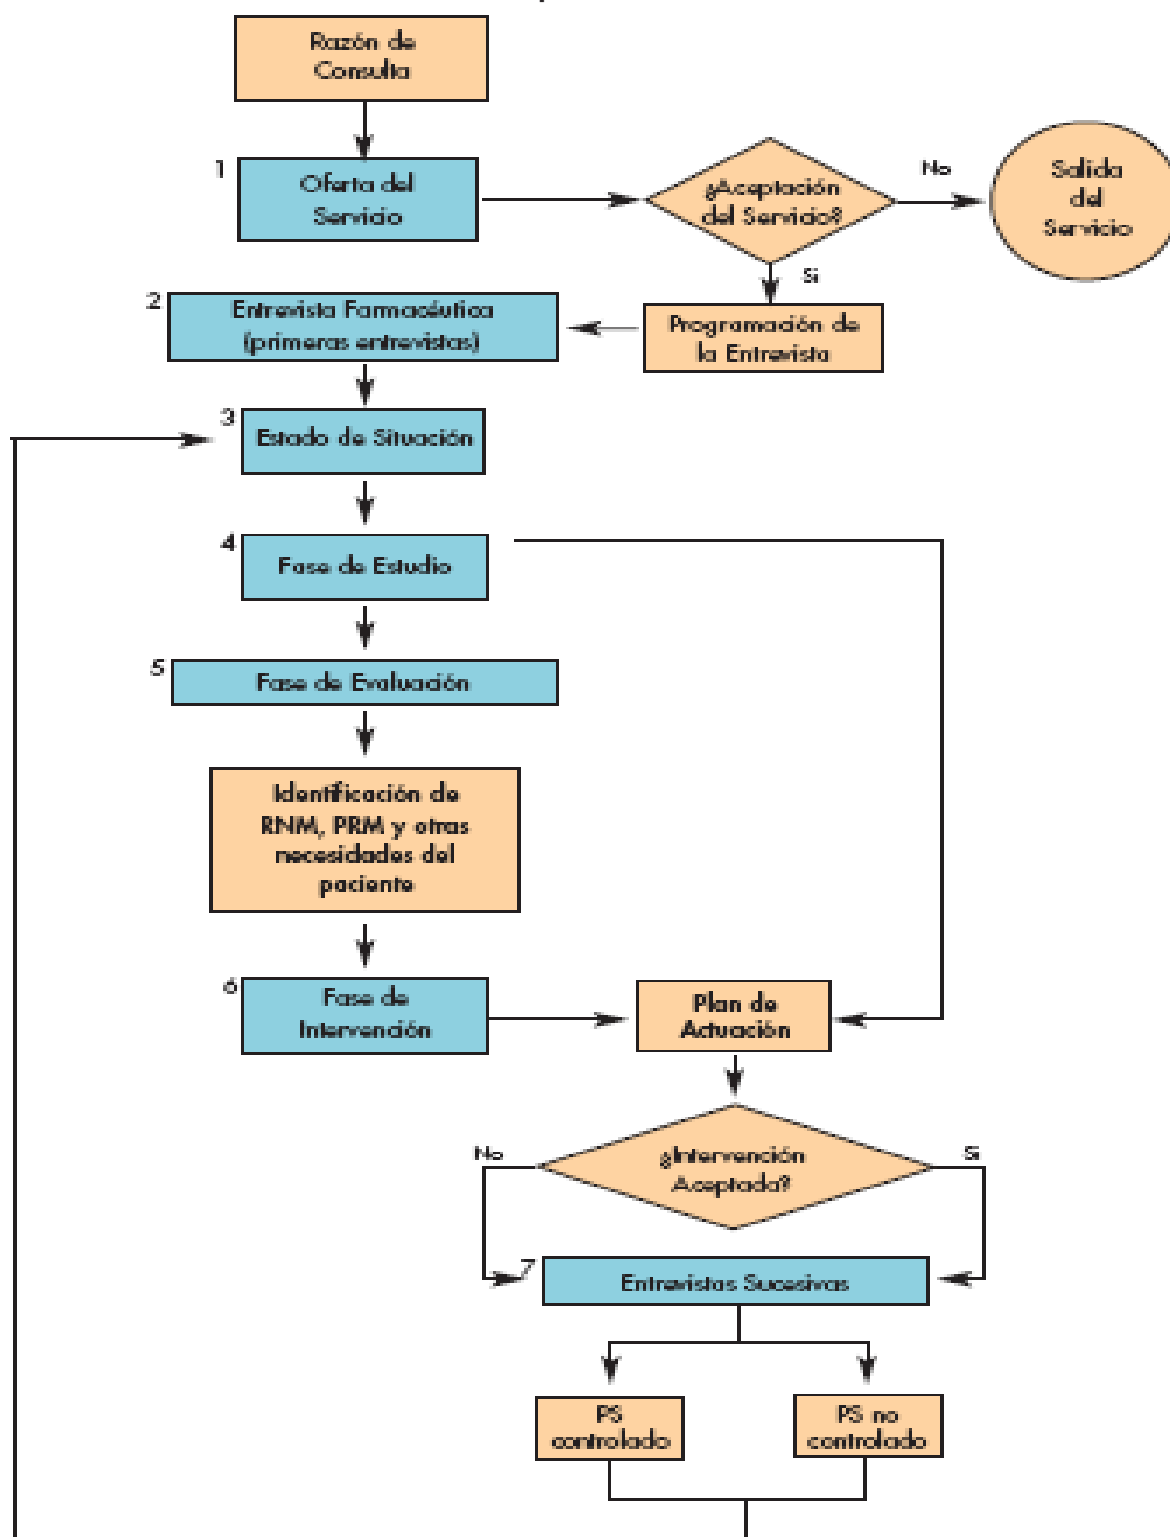 Razón de
Consulta
1
Oferta del
Servicio
¿Aceptación
del Servicio?
No
Salida
del
Servicio
Si
2
Entrevista Farmacéutica
(primeras entrevistas)
Programación de
la Entrevista
3
Estado de Situación
4
Fase de Estudio
5
Fase de Evaluación
Identificación de
RNM, PRM y otras
necesidades del
paciente
6
Fase de
Intervención
Plan de
Actuación
No
¿Intervención
Aceptada?
Si
7
Entrevistas Sucesivas
PS
controlado
PS no
controlado